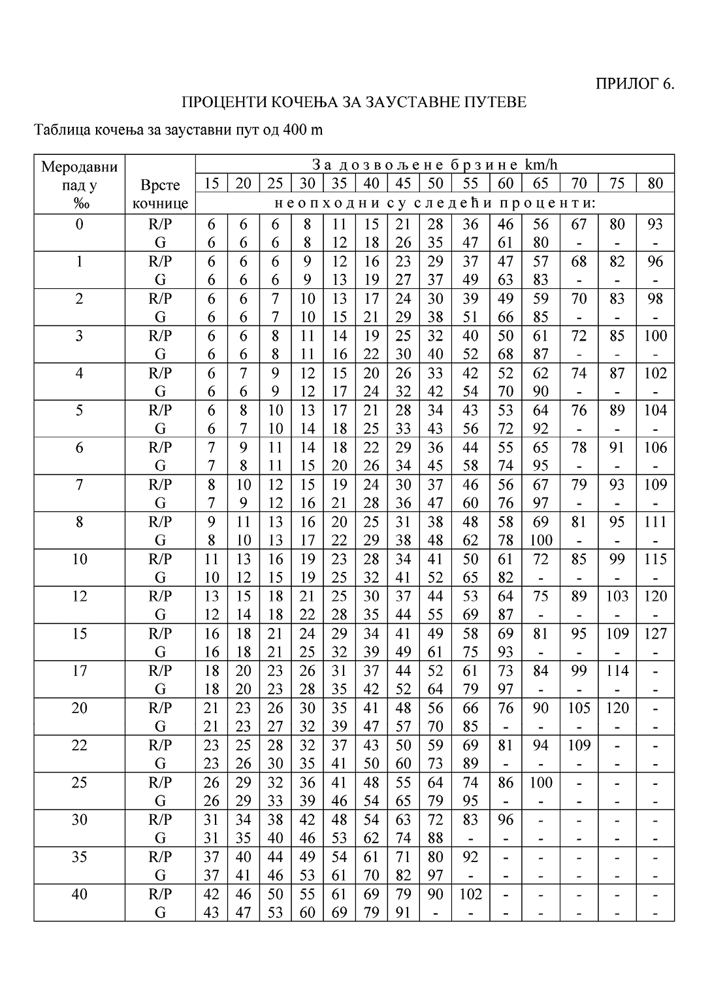 ПРИЛОГ 6.
ПРОЦЕНТИ КОЧЕЊА ЗА ЗАУСТАВНЕ ПУТЕВЕ
Таблица кочења за зауставни пут од 400 m
Меродавни пад у ‰ Врсте кочнице За дозвољене брзине km/h
15 20 25 30 35 40 45 50 55 60 65 70 75 80
неопходни су следећи проценти:
0 R/P 6 6 6 8 11 15 21 28 36 46 56 67 80 93
G 6 6 6 8 12 18 26 35 47 61 80 - - -
1 R/P 6 6 6 9 12 16 23 29 37 47 57 68 82 96
G 6 6 6 9 13 19 27 37 49 63 83 - - -
2 R/P 6 6 7 10 13 17 24 30 39 49 59 70 83 98
G 6 6 7 10 15 21 29 38 51 66 85 - - -
3 R/P 6 6 8 11 14 19 25 32 40 50 61 72 85 100
G 6 6 8 11 16 22 30 40 52 68 87 - - -
4 R/P 6 7 9 12 15 20 26 33 42 52 62 74 87 102
G 6 6 9 12 17 24 32 42 54 70 90 - - -
5 R/P 6 8 10 13 17 21 28 34 43 53 64 76 89 104
G 6 7 10 14 18 25 33 43 56 72 92 - - -
6 R/P 7 9 11 14 18 22 29 36 44 55 65 78 91 106
G 7 8 11 15 20 26 34 45 58 74 95 - - -
7 R/P 8 10 12 15 19 24 30 37 46 56 67 79 93 109
G 7 9 12 16 21 28 36 47 60 76 97 - - -
8 R/P 9 11 13 16 20 25 31 38 48 58 69 81 95 111
G 8 10 13 17 22 29 38 48 62 78 100 - - -
10 R/P 11 13 16 19 23 28 34 41 50 61 72 85 99 115
G 10 12 15 19 25 32 41 52 65 82 - - - -
12 R/P 13 15 18 21 25 30 37 44 53 64 75 89 103 120
G 12 14 18 22 28 35 44 55 69 87 - - - -
15 R/P 16 18 21 24 29 34 41 49 58 69 81 95 109 127
G 16 18 21 25 32 39 49 61 75 93 - - - -
17 R/P 18 20 23 26 31 37 44 52 61 73 84 99 114 -
G 18 20 23 28 35 42 52 64 79 97 - - - -
20 R/P 21 23 26 30 35 41 48 56 66 76 90 105 120 -
G 21 23 27 32 39 47 57 70 85 - - - - -
22 R/P 23 25 28 32 37 43 50 59 69 81 94 109 - -
G 23 26 30 35 41 50 60 73 89 - - - - -
25 R/P 26 29 32 36 41 48 55 64 74 86 100 - - -
G 26 29 33 39 46 54 65 79 95 - - - - -
30 R/P 31 34 38 42 48 54 63 72 83 96 - - - -
G 31 35 40 46 53 62 74 88 - - - - - -
35 R/P 37 40 44 49 54 61 71 80 92 - - - - -
G 37 41 46 53 61 70 82 97 - - - - - -
40 R/P 42 46 50 55 61 69 79 90 102 - - - - -
G 43 47 53 60 69 79 91 - - - - - - -